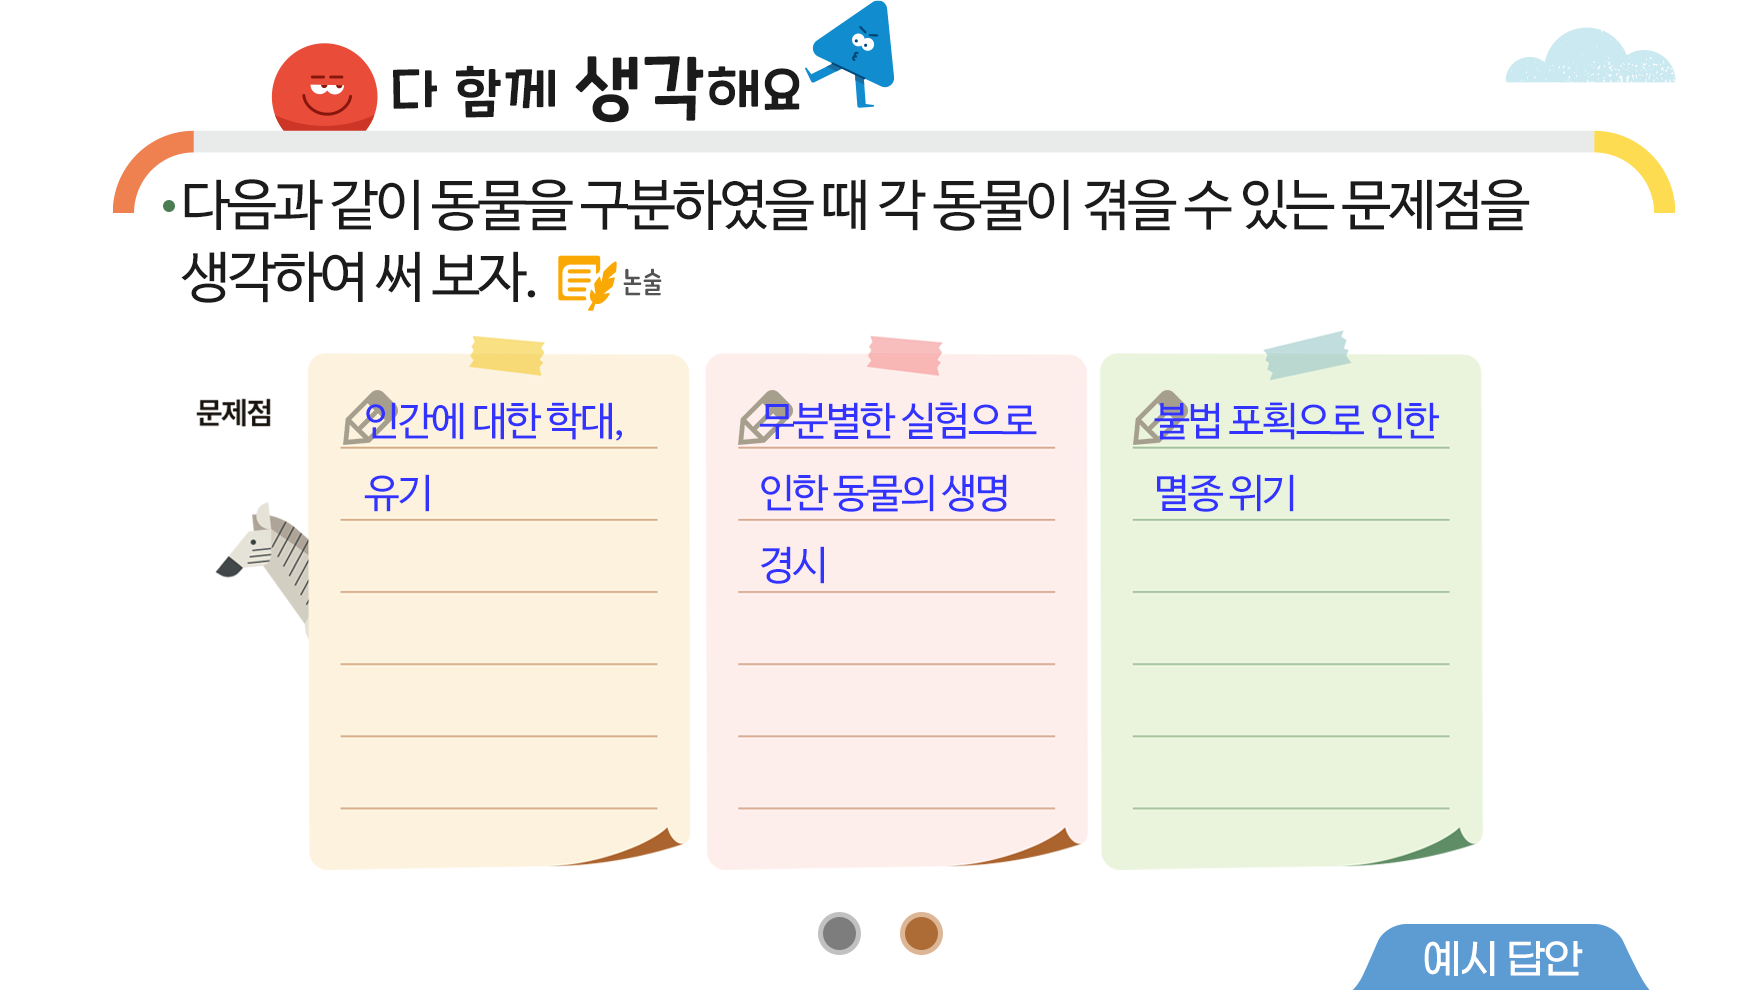 다 함께 생각해요
다음과 같이 동물을 구분하였을 때 각 동물이 겪을 수 있는 문제점을
생각하여 써 보자.
논술
문제점
인간에 대한 학대,
유기
무분별한 실험으로
인한 동물의 생명
경시
불법 포획으로 인한
멸종 위기
예시 답안